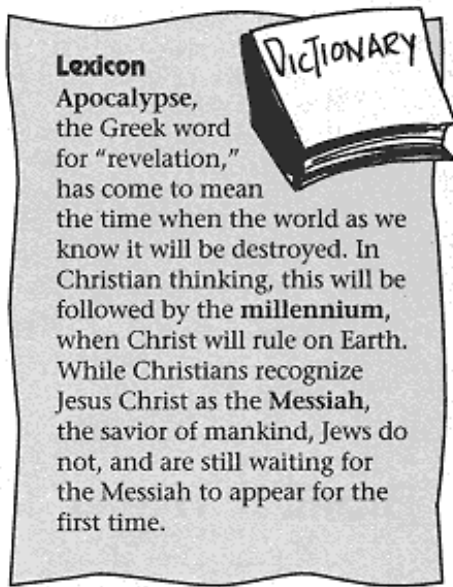 DICTIONARY
Lexicon
Apocalypse,
the Greek word
for “revelation,”
has come to mean
the time when the world as we
know it will be destroyed. In
Christian thinking, this will be
followed by the millennium,
when Christ will rule on Earth.
While Christians recognize
Jesus Christ as the Messiah,
the savior of mankind, Jews do
not, and are still waiting for
the Messiah to appear for the
first time.